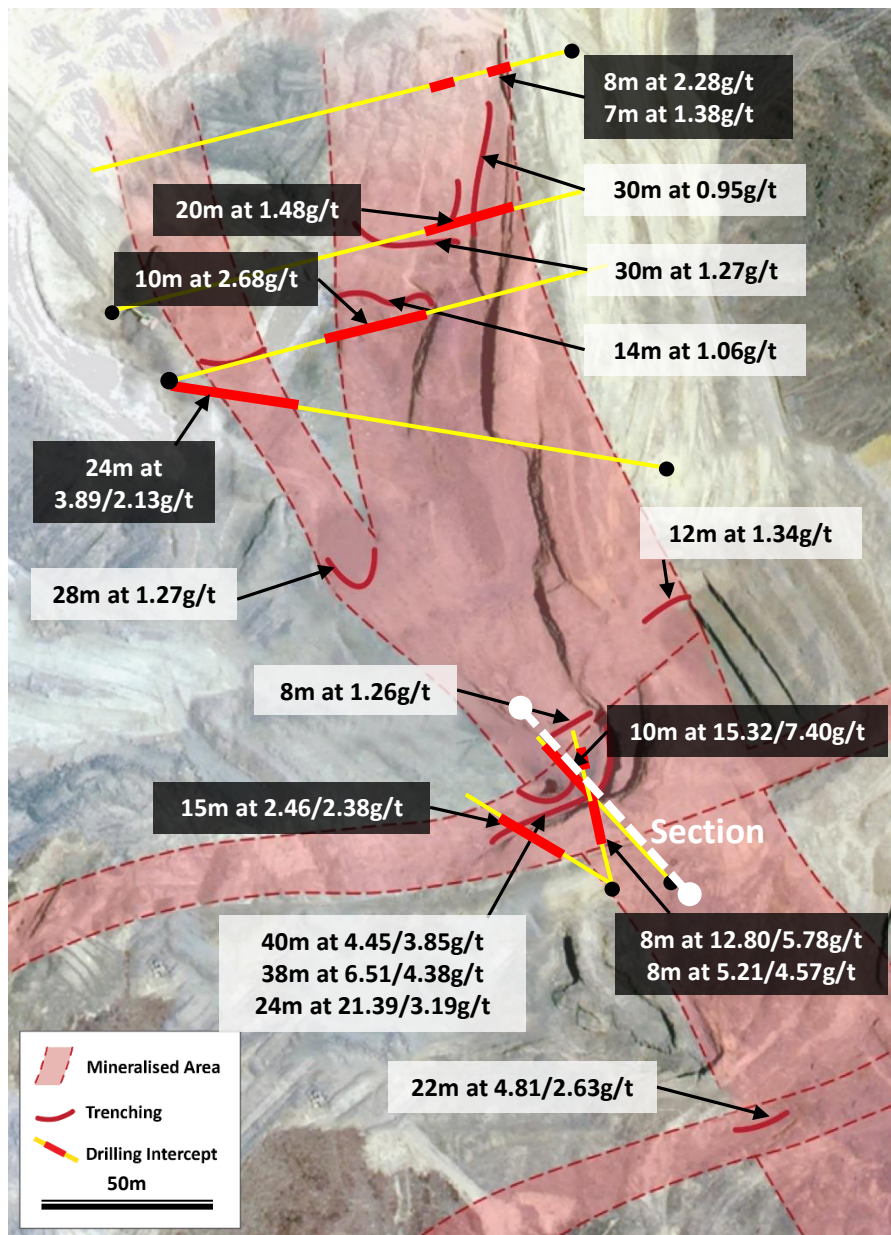 8m at 2.28g/t
7m at 1.38g/t
30m at 0.95g/t
20m at 1.48g/t
30m at 1.27g/t
10m at 2.68g/t
14m at 1.06g/t
24m at
3.89/2.13g/t
12m at 1.34g/t
28m at 1.27g/t
8m at 1.26g/t
10m at 15.32/7.40g/t
15m at 2.46/2.38g/t
Section
40m at 4.45/3.85g/t
38m at 6.51/4.38g/t
24m at 21.39/3.19g/t
8m at 12.80/5.78g/t
8m at 5.21/4.57g/t
22m at 4.81/2.63g/t
Mineralised Area
Trenching
Drilling Intercept
50m